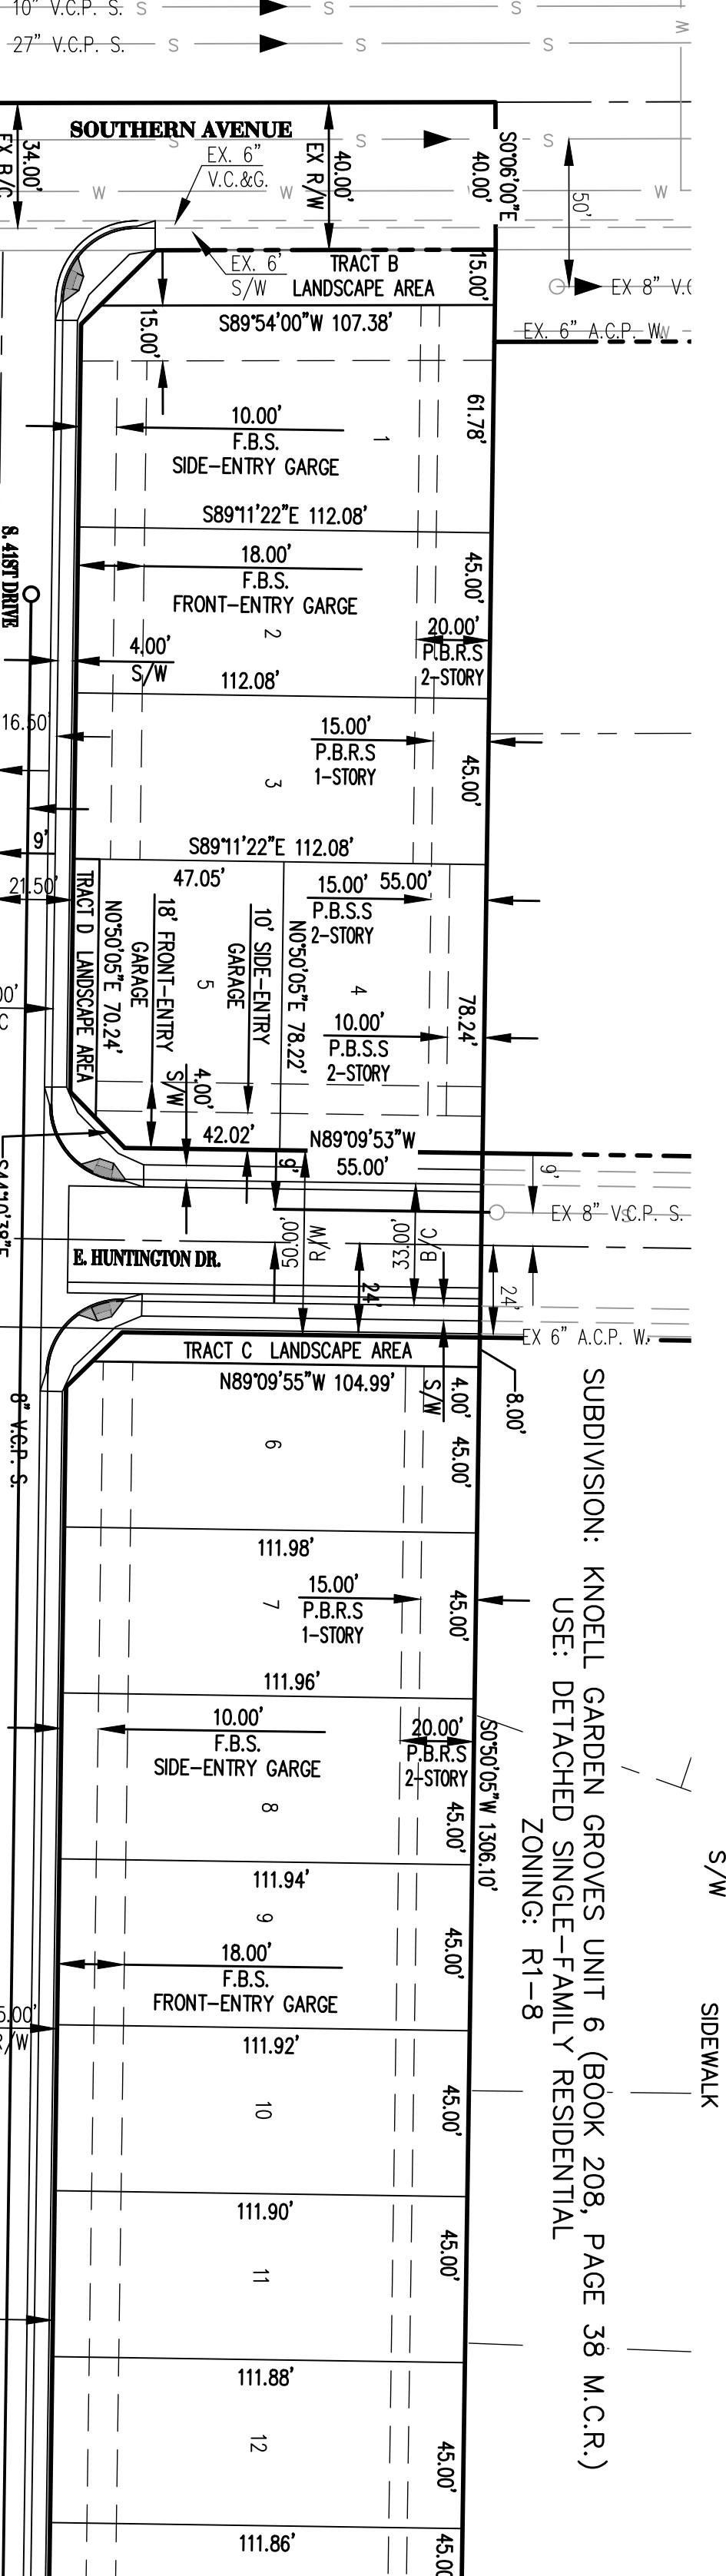 10" V.C.P. S. S S S
27" V.C.P. S. S S S
W
SOUTHERN AVENUE
S S
34.00'
EX R/C
EX. 6"
V.C.&G.
40.00'
EX R/W
40.00'
S0°06'00"E
50'
W W W
EX. 6'
S/W
TRACT B
LANDSCAPE AREA
15.00'
EX 8" V.C
EX. 6" A.C.P. W.
W
S89°54'00"W 107.38'
15.00'
61.78'
10.00'
F.B.S.
SIDE-ENTRY GARGE
1
S89°11'22"E 112.08'
S. 41ST DRIVE
18.00'
F.B.S.
FRONT-ENTRY GARGE
45.00'
2
20.00'
P.B.R.S
2-STORY
4.00'
S/W
112.08'
16.50'
15.00'
P.B.R.S
1-STORY
45.00'
3
9'
S89°11'22"E 112.08'
21.50'
TRACT D LANDSCAPE AREA
N0°50'05"E 70.24'
47.05'
18' FRONT-ENTRY
GARAGE
5
10' SIDE-ENTRY
GARAGE
N0°50'05"E 78.22'
15.00' 55.00'
P.B.S.S
2-STORY
4
10.00'
P.B.S.S
2-STORY
78.24'
00'
C
4.00'
S/W
42.02'
N89°09'53"W
55.00'
S44°10'38"E
9'
9'
EX 8" V.C.P. S.
S
E. HUNTINGTON DR.
50.00'
R/W
33.00'
C/B
24'
24'
EX 6" A.C.P. W.
TRACT C LANDSCAPE AREA
N89°09'55"W 104.99'
4.00'
S/W
8.00'
8" V.C.P. S.
6
45.00'
111.98'
15.00'
P.B.R.S
1-STORY
7
45.00'
111.96'
10.00'
F.B.S.
SIDE-ENTRY GARGE
20.00'
P.B.R.S
2-STORY
S0°50'05"W 1306.10'
8
45.00'
111.94'
9
45.00'
18.00'
F.B.S.
FRONT-ENTRY GARGE
5.00'
R/W
111.92'
10
45.00'
111.90'
11
45.00'
111.88'
12
45.00'
111.86'
45.00'
SUBDIVISION: KNOELL GARDEN GROVES UNIT 6 (BOOK 208, PAGE 38 M.C.R.)
USE: DETACHED SINGLE-FAMILY RESIDENTIAL
ZONING: R1-8
S/W
SIDEWALK